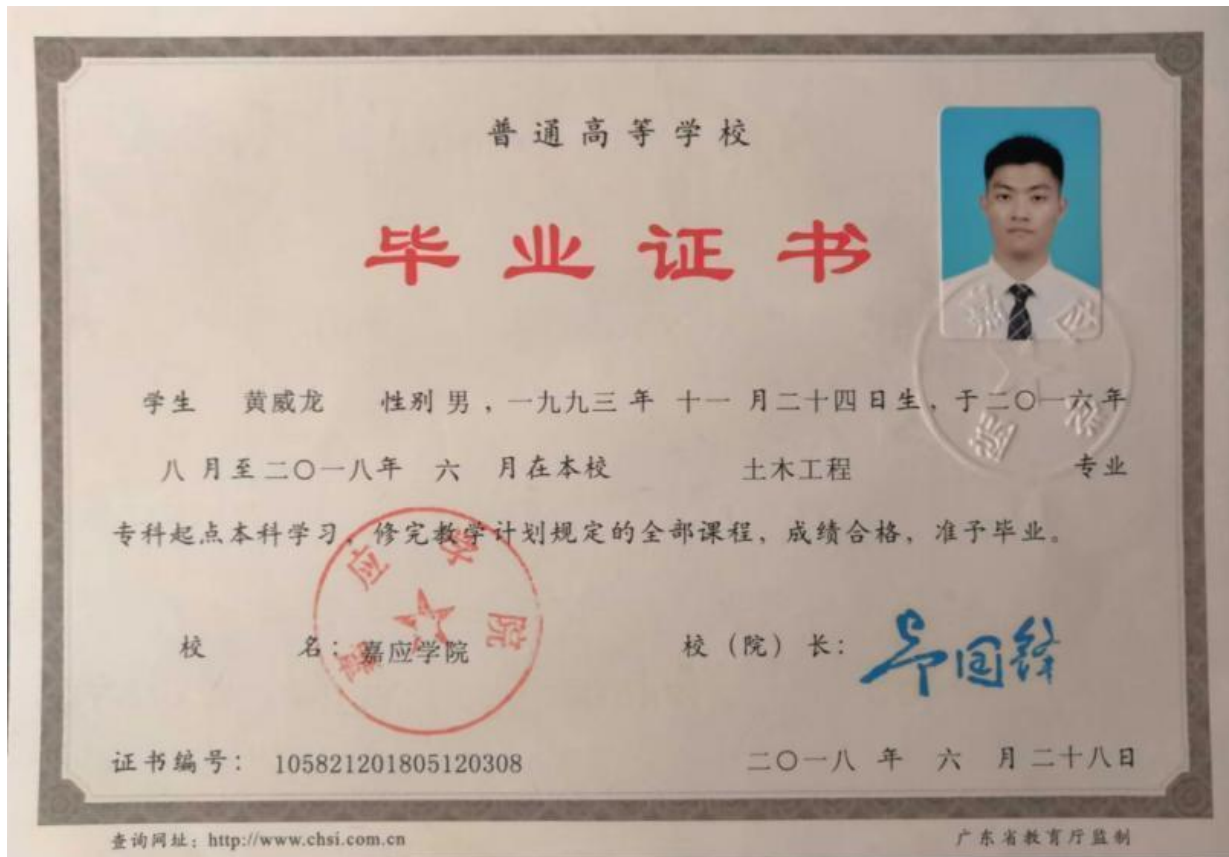 普通高等学校
毕业证书
学生 黄威龙 性别 男，一九九三 年 十一 月二十四日生，于二〇一六年
八 月至二〇一八年 六 月在本校 土木工程 专业
专科起点本科学习，修完教学计划规定的全部课程，成绩合格，准予毕业。
校 名：嘉应学院 校（院）长：
嘉应学院
证书编号： 105821201805120308 二〇一八 年 六 月二十八日
查询网址：http://www.chsi.com.cn 广东省教育厅监制